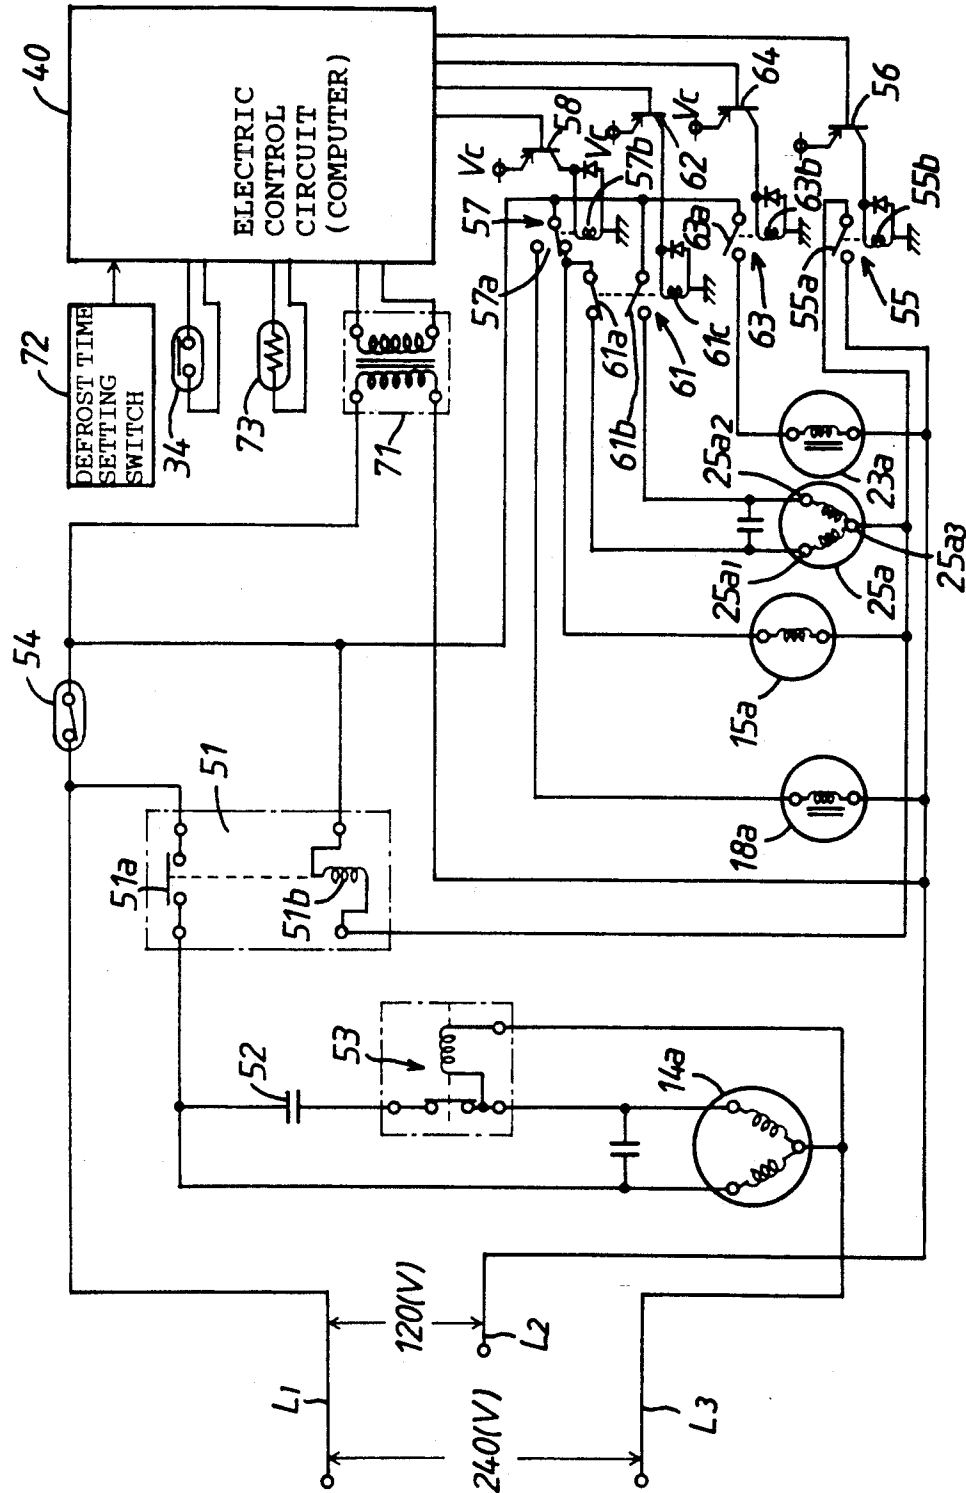 40
ELECTRIC
CONTROL
CIRCUIT
(COMPUTER)
72
DEFROST TIME
SETTING
SWITCH
34
73
71
54
51
51a
51b
52
53
14a
L1
120(V)
L2
240(V)
L3
Vc
58
57
57a
57b
Vc
62
61a
61b
61
61c
Vc
64
63a
63b
63
56
55a
55b
55
25a2
23a
25a1
25a
25a3
15a
18a